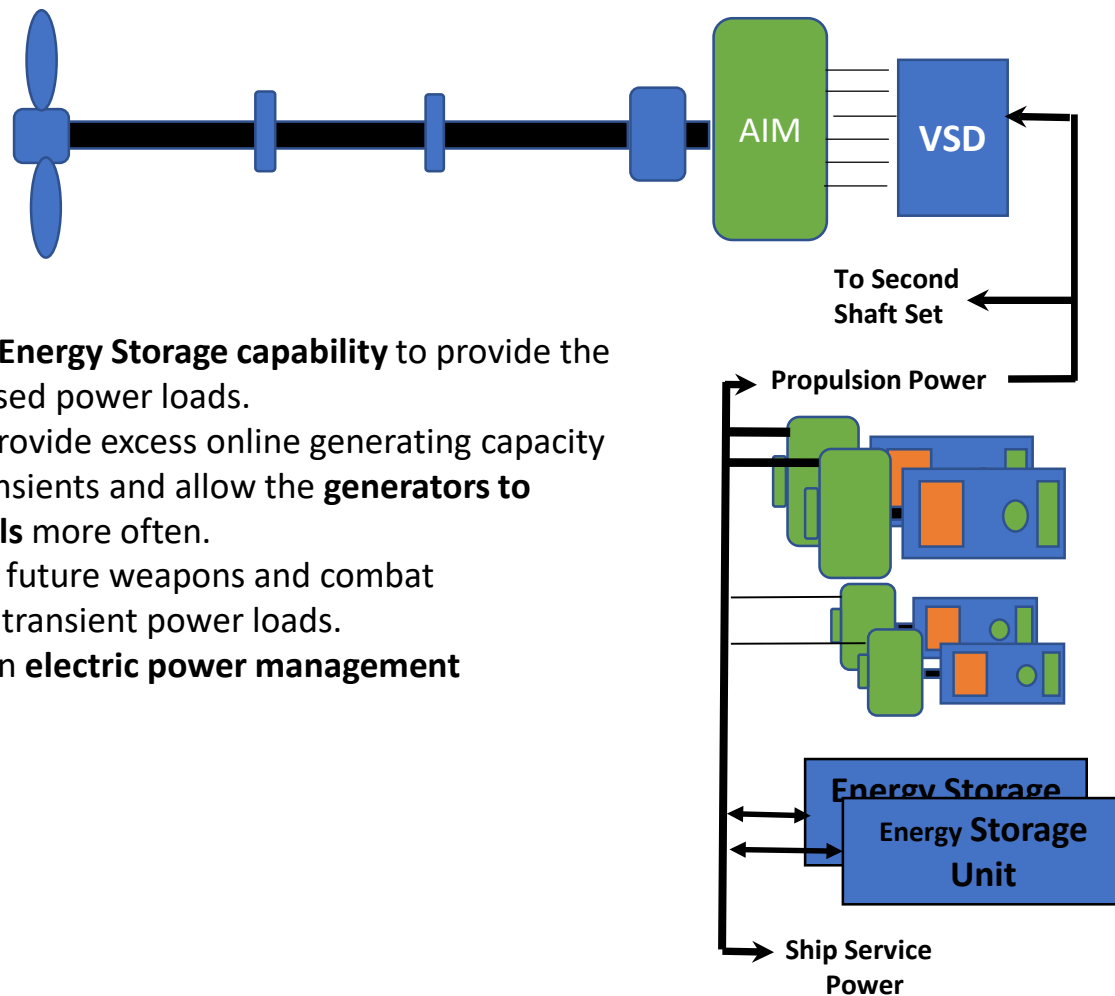 AIM
VSD
To Second
Shaft Set
Energy Storage capability to provide the
sed power loads.
rovide excess online generating capacity
nsients and allow the generators to
ls more often.
future weapons and combat
transient power loads.
n electric power management
Propulsion Power
Energy Storage
Energy Storage
Unit
Ship Service
Power